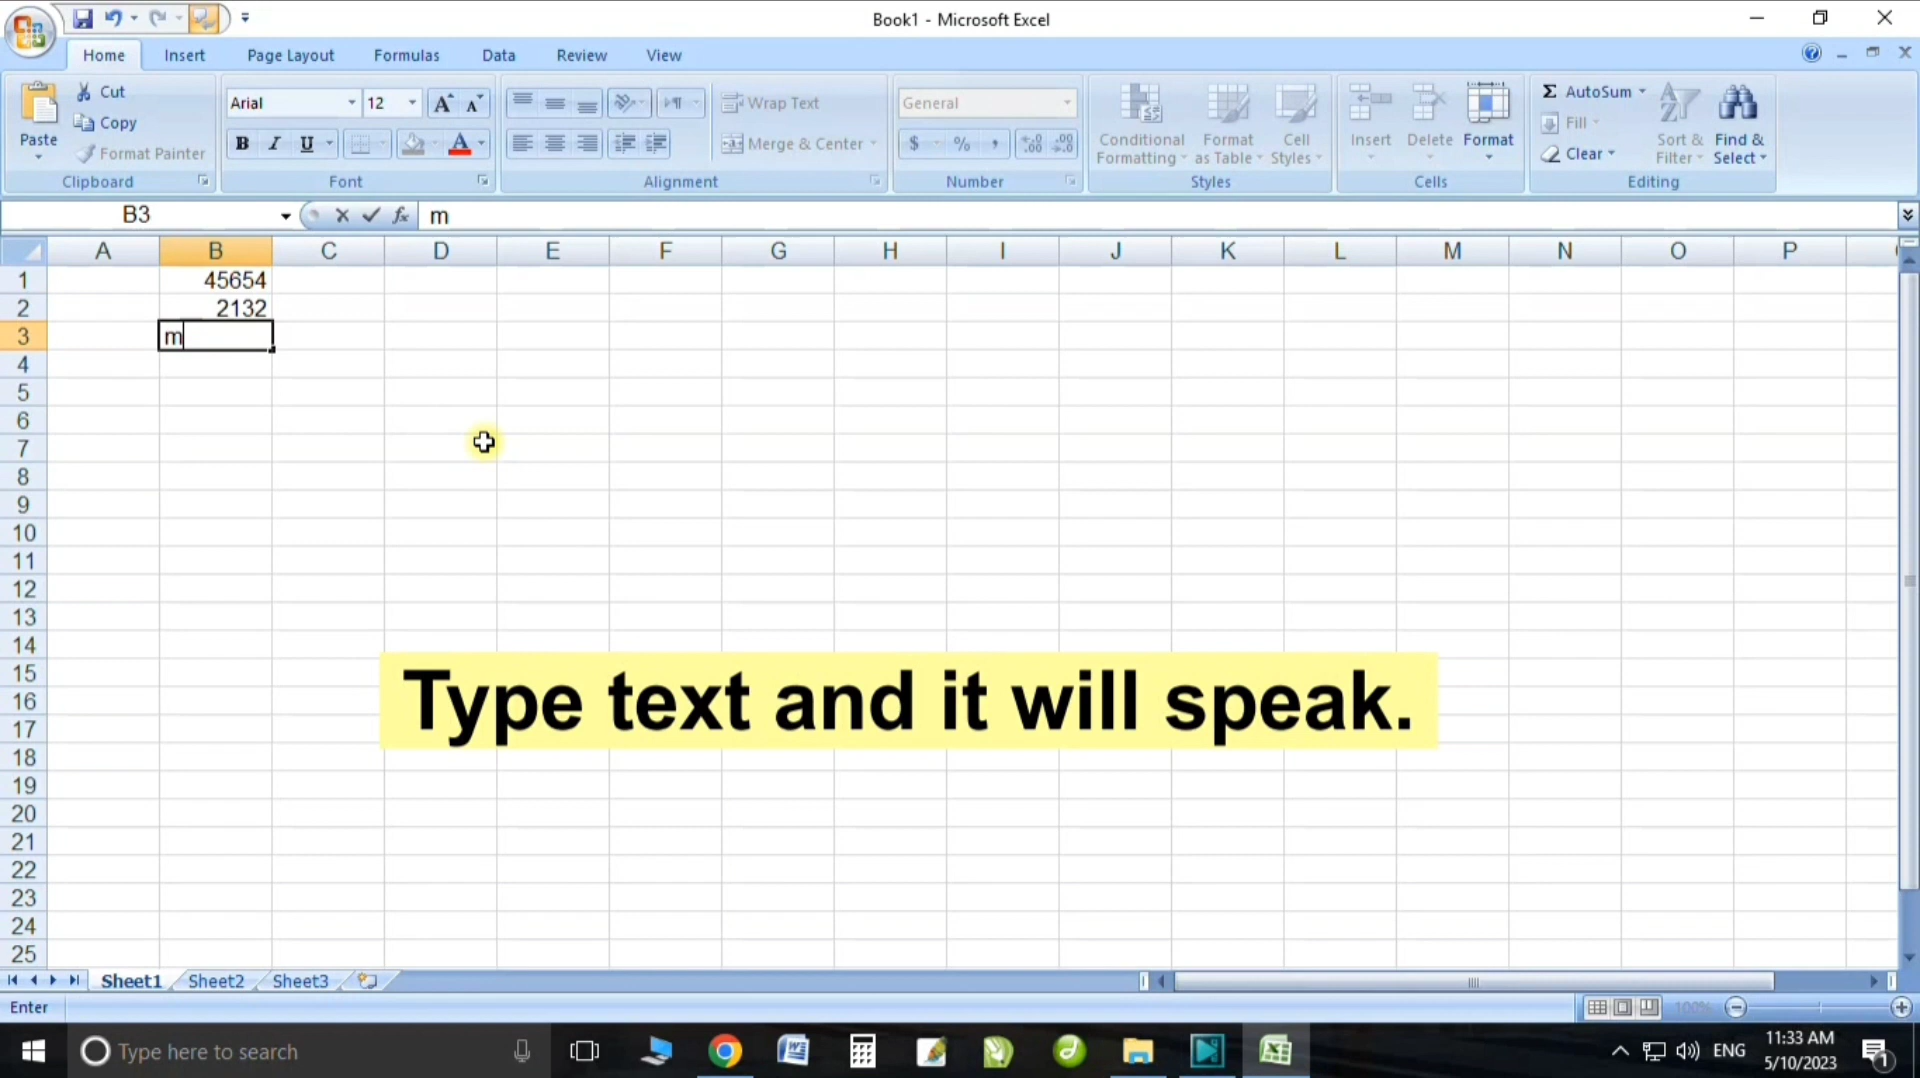 Book1 - Microsoft Excel
Home Insert Page Layout Formulas Data Review View
Paste
Cut
Copy
Format Painter
Clipboard
Arial 12 A A
B I U A
Font
Wrap Text
Merge & Center
Alignment
General
$ % ,
Number
Conditional Formatting
Format as Table
Cell Styles
Styles
Insert Delete Format
Cells
Σ AutoSum
Fill
Clear
Sort & Filter
Find & Select
Editing
B3 fx m
A B C D E F G H I J K L M N O P
1 45654
2 2132
3 m
4
5
6
7
8
9
10
11
12
13
14
15
16
17
18
19
20
21
22
23
24
25
Type text and it will speak.
Sheet1 Sheet2 Sheet3
Enter 100%
Type here to search
ENG
11:33 AM
5/10/2023
1